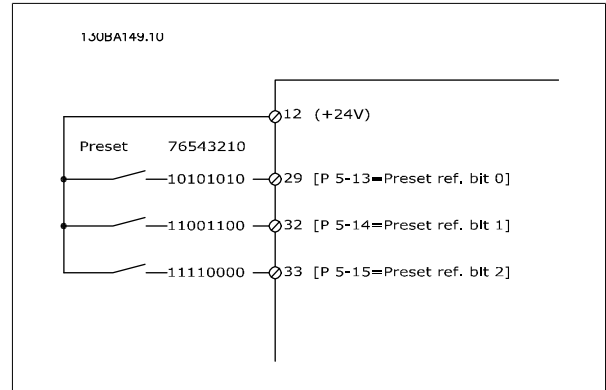 130BA149.10
12 (+24V)
Preset 76543210
10101010 29 [P 5-13=Preset ref. bit 0]
11001100 32 [P 5-14=Preset ref. bit 1]
11110000 33 [P 5-15=Preset ref. bit 2]